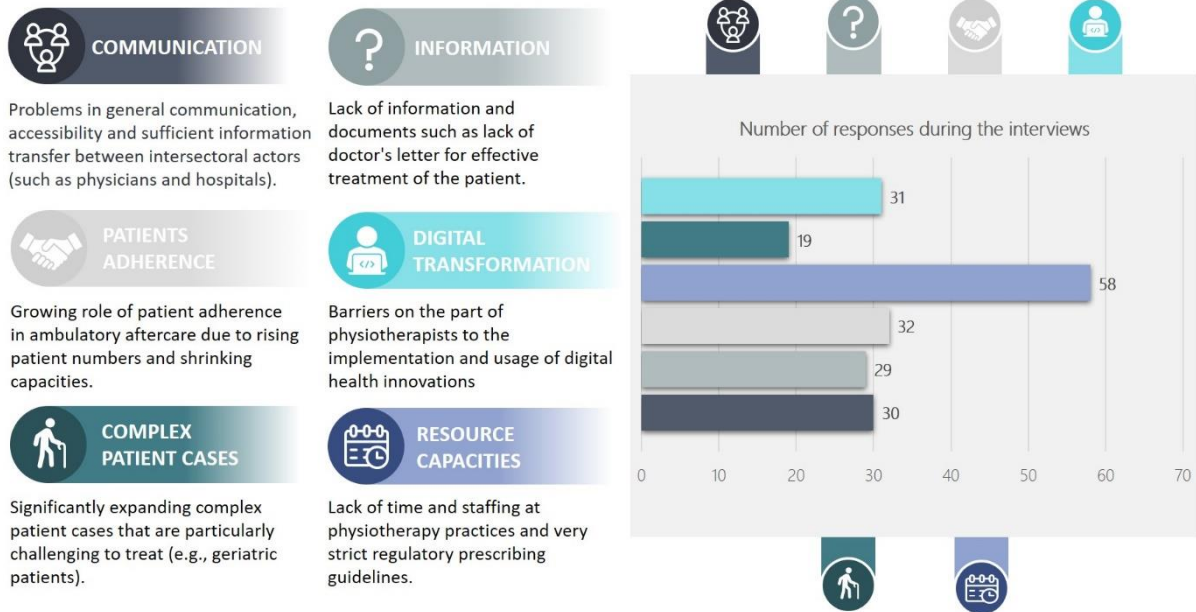 COMMUNICATION
Problems in general communication,
accessibility and sufficient information
transfer between intersectoral actors
(such as physicians and hospitals).
INFORMATION
Lack of information and
documents such as lack of
doctor's letter for effective
treatment of the patient.
PATIENTS
ADHERENCE
Growing role of patient adherence
in ambulatory aftercare due to rising
patient numbers and shrinking
capacities.
DIGITAL
TRANSFORMATION
Barriers on the part of
physiotherapists to the
implementation and usage of digital
health innovations
COMPLEX
PATIENT CASES
Significantly expanding complex
patient cases that are particularly
challenging to treat (e.g., geriatric
patients).
RESOURCE
CAPACITIES
Lack of time and staffing at
physiotherapy practices and very
strict regulatory prescribing
guidelines.
Number of responses during the interviews
31
19
58
32
29
30
0 10 20 30 40 50 60 70